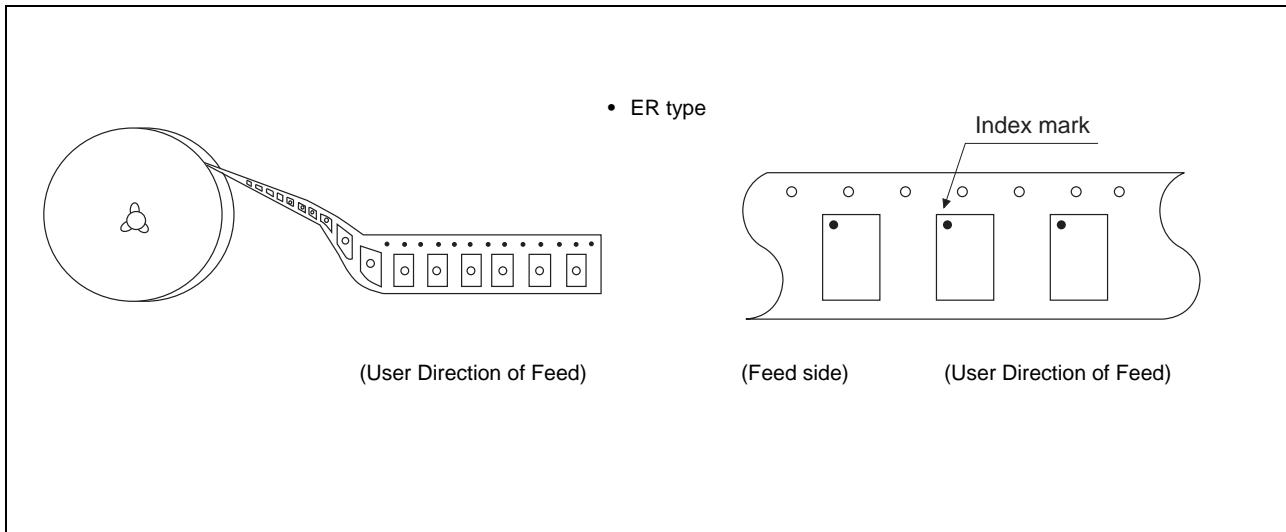 • ER type
Index mark
(User Direction of Feed)
(Feed side)
(User Direction of Feed)